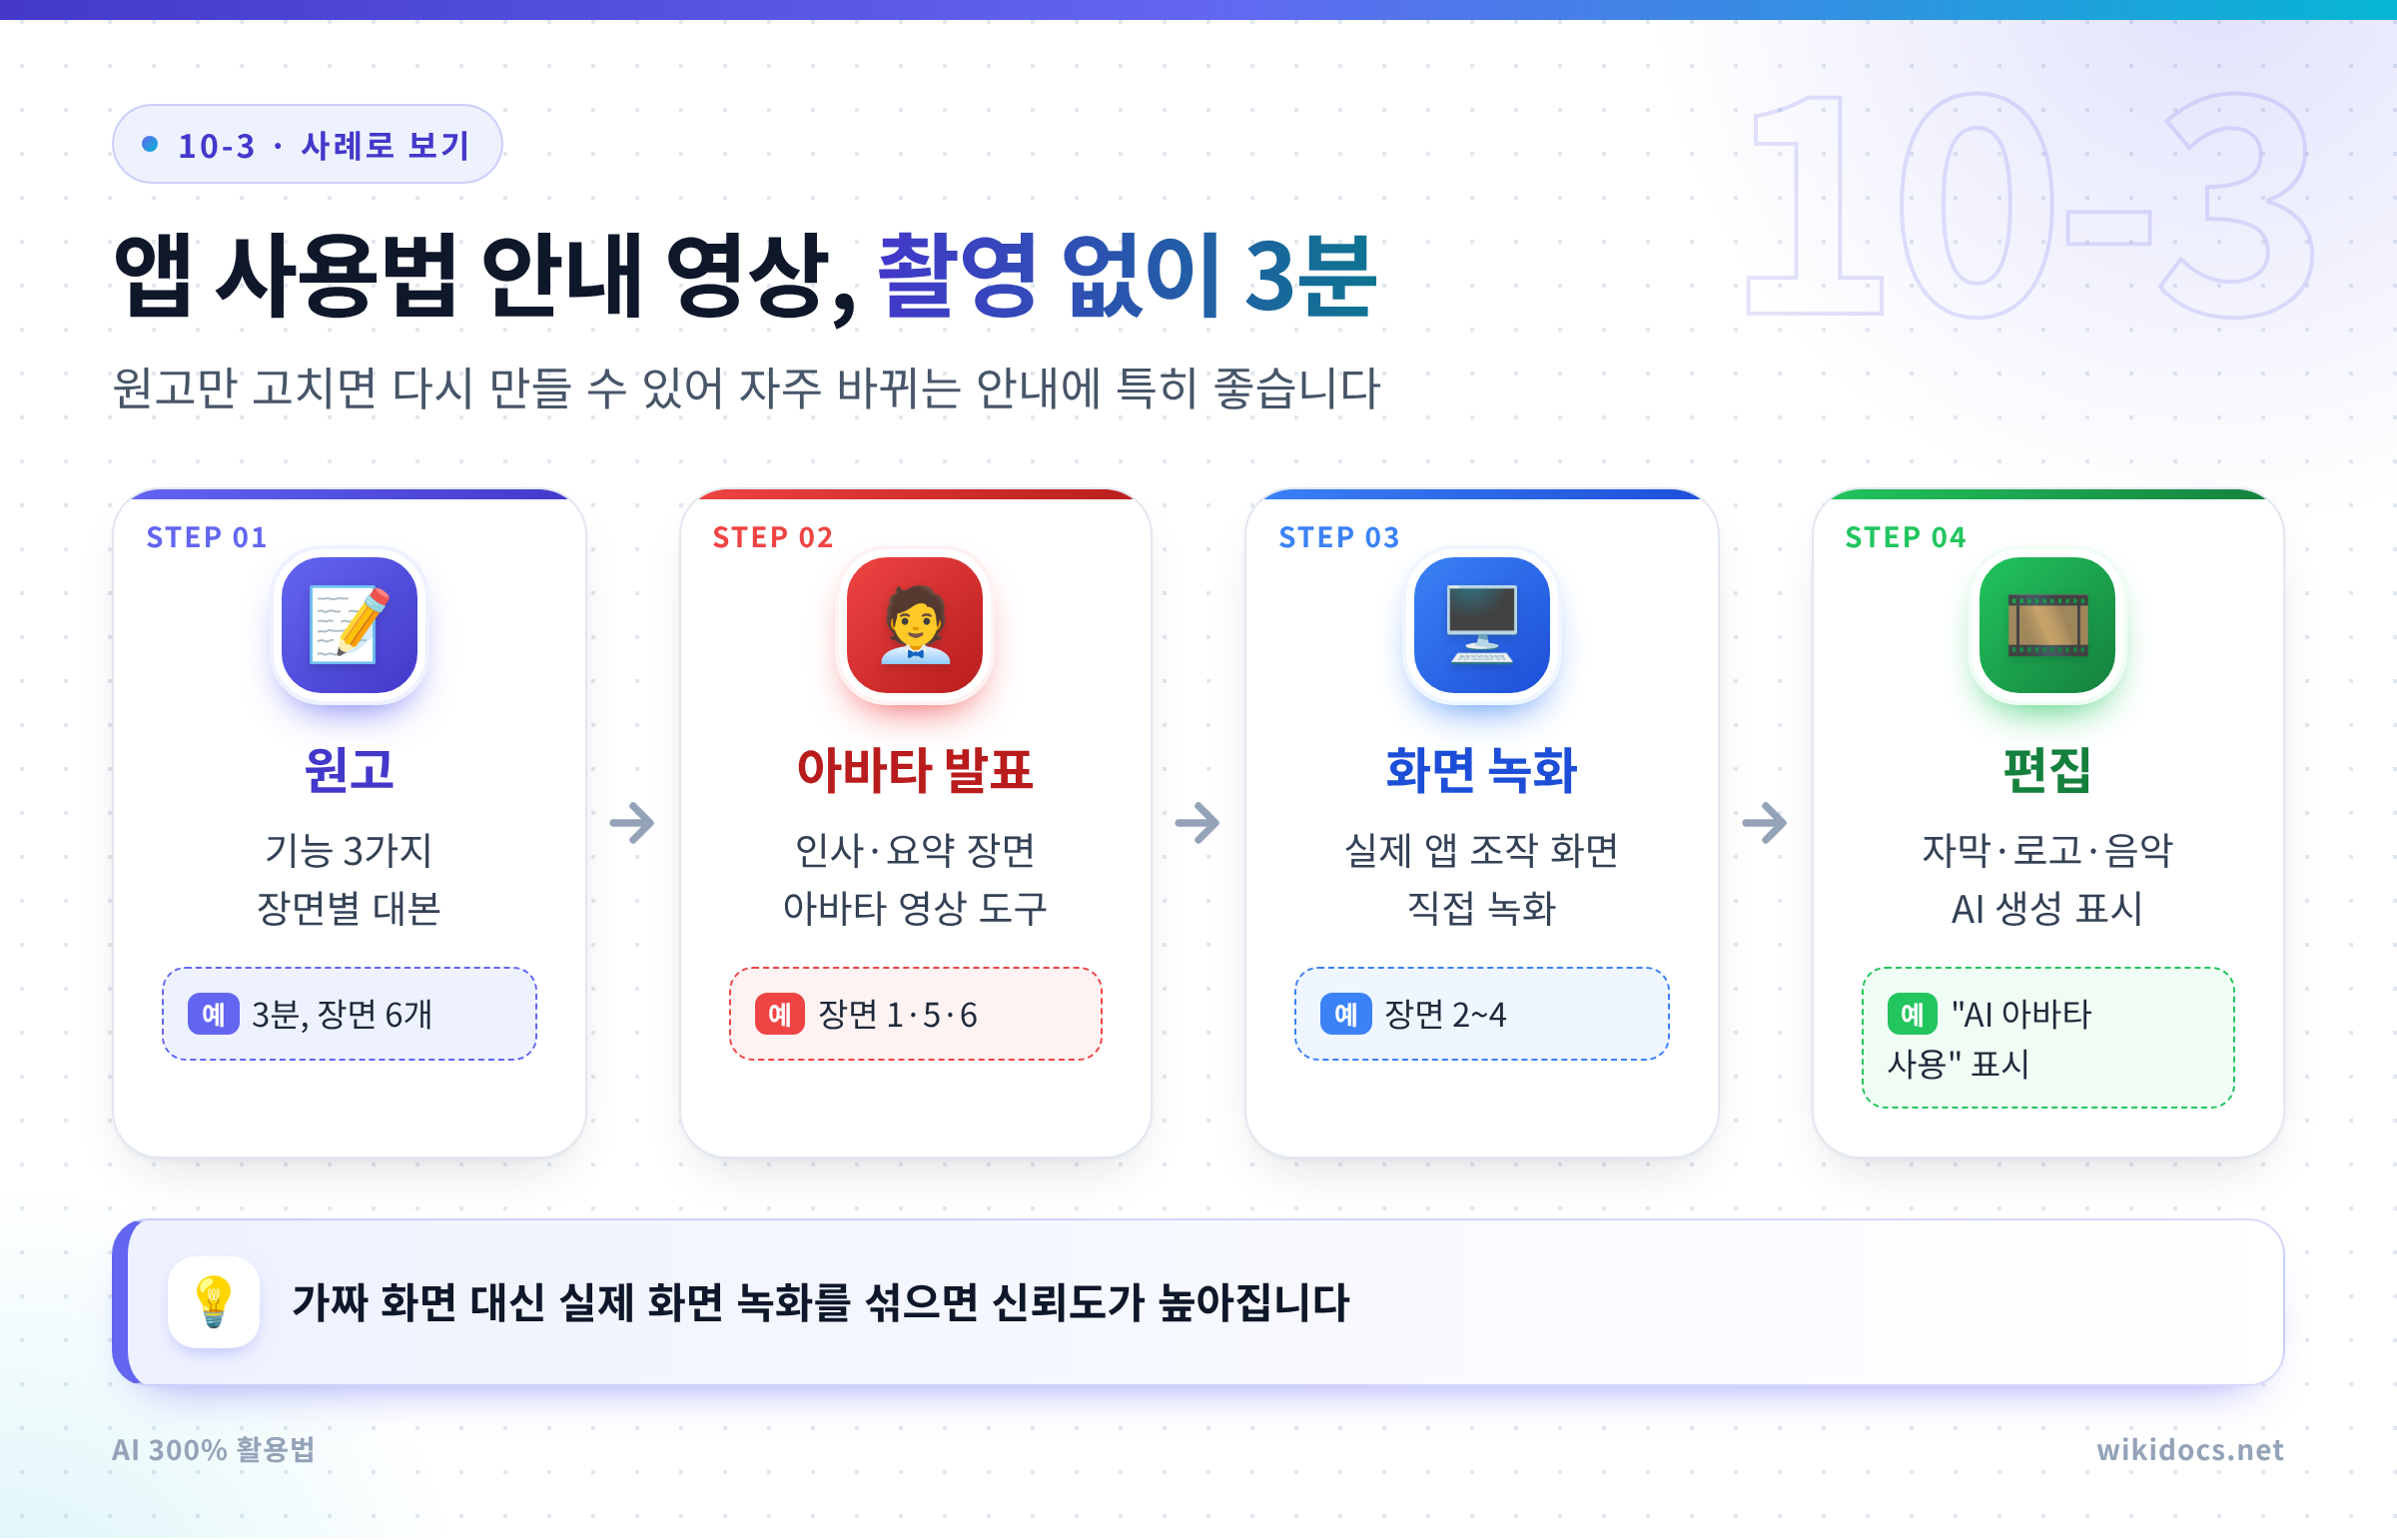 10-3 · 사례로 보기
10-3
앱 사용법 안내 영상, 촬영 없이 3분
원고만 고치면 다시 만들 수 있어 자주 바뀌는 안내에 특히 좋습니다
STEP 01
원고
기능 3가지
장면별 대본
예 3분, 장면 6개
STEP 02
아바타 발표
인사·요약 장면
아바타 영상 도구
예 장면 1·5·6
STEP 03
화면 녹화
실제 앱 조작 화면
직접 녹화
예 장면 2~4
STEP 04
편집
자막·로고·음악
AI 생성 표시
예 "AI 아바타
사용" 표시
가짜 화면 대신 실제 화면 녹화를 섞으면 신뢰도가 높아집니다
AI 300% 활용법
wikidocs.net